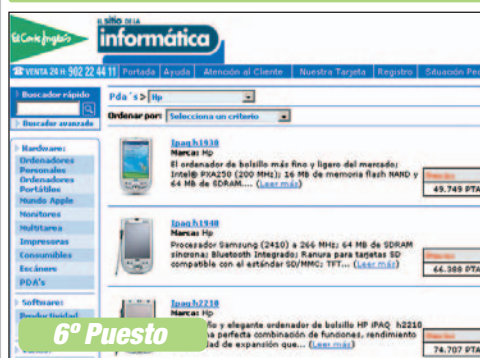 El Corte Inglés
EL sitio DE LA
informática
VENTA 24 H: 902 22 44 11 Portada Ayuda Atención al Cliente Nuestra Tarjeta Registro Situación
Buscador rápido
Buscador avanzado
Pda´s> Hp
Ordenar por: Selecciona un criterio
Hardware:
Ordenadores
Personales
Ordenadores
Portátiles
Mundo Apple
Monitores
Multitarea
Impresoras
Consumibles
Escáners
PDA's
Software:
Productividad
Ipaq h1930
Marca: Hp
El ordenador de bolsillo más fino y ligero del mercado;
Intel® PXA250 (200 MHz); 16 MB de memoria flash NAND y
64 MB de SDRAM.... (Leer más)
49.749 PTA
Ipaq h1940
Marca: Hp
Procesador Samsung (2410) a 266 MHz; 64 MB de SDRAM
síncrona; Bluetooth Integrado; Ranura para tarjetas SD
compatible con el estándar SD/MMC; TFT... (Leer más)
66.388 PTA
Ipaq h2210
Marca: Hp
y elegante ordenador de bolsillo HP iPAQ h2210
perfecta combinación de funciones, rendimiento
de expansión que... (Leer más)
74.707 PTA
6º Puesto